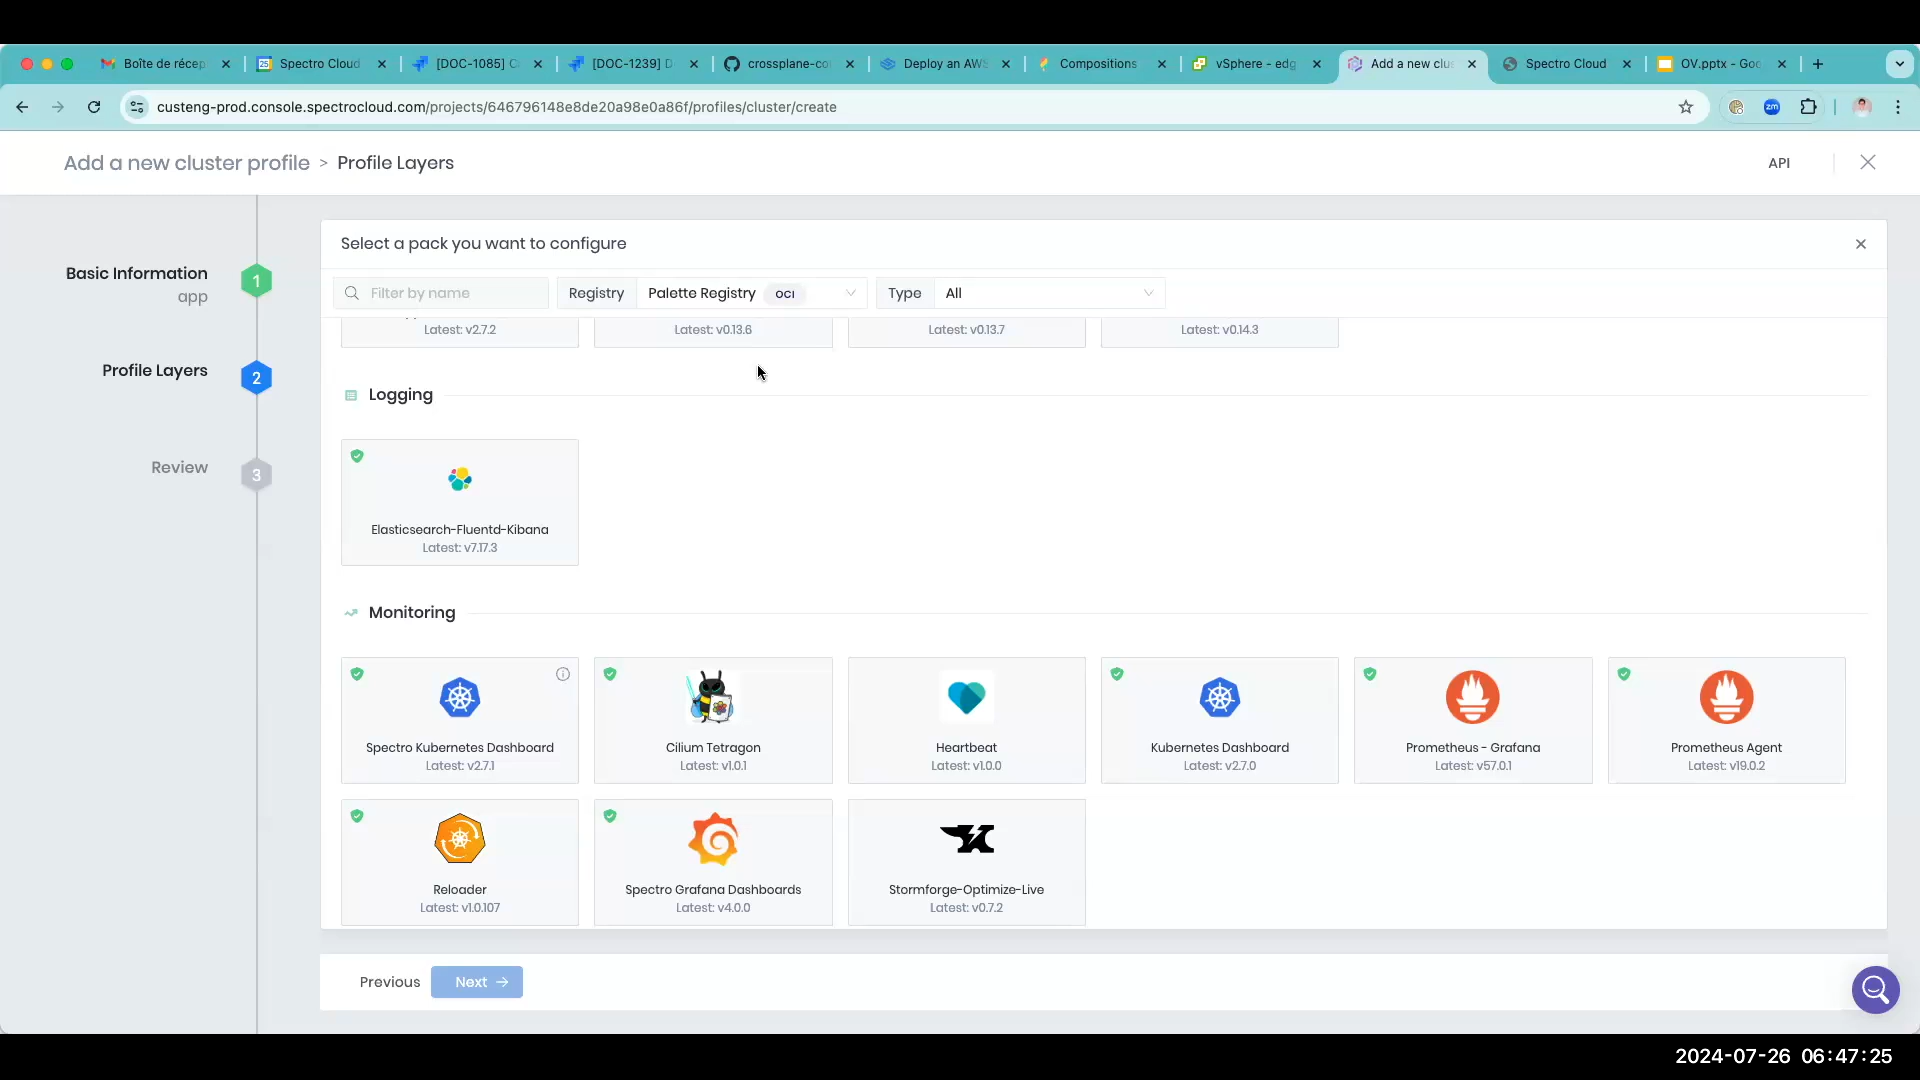 Boîte de récep
Spectro Cloud
[DOC-1085] C
[DOC-1239] D
crossplane-co
Deploy an AWS
Compositions
vSphere - edg
Add a new clus
Spectro Cloud
OV.pptx - Goo
custeng-prod.console.spectrocloud.com/projects/646796148e8de20a98e0a86f/profiles/cluster/create
zm
Add a new cluster profile > Profile Layers
API
Basic Information
app
1
Profile Layers
2
Review
3
Select a pack you want to configure
Filter by name
Registry
Palette Registry
OCI
Type
All
Latest: v2.7.2
Latest: v0.13.6
Latest: v0.13.7
Latest: v0.14.3
Logging
Elasticsearch-Fluentd-Kibana
Latest: v7.17.3
Monitoring
Spectro Kubernetes Dashboard
Latest: v2.7.1
Cilium Tetragon
Latest: v1.0.1
Heartbeat
Latest: v1.0.0
Kubernetes Dashboard
Latest: v2.7.0
Prometheus - Grafana
Latest: v57.0.1
Prometheus Agent
Latest: v19.0.2
Reloader
Latest: v1.0.107
Spectro Grafana Dashboards
Latest: v4.0.0
Stormforge-Optimize-Live
Latest: v0.7.2
Previous
Next
2024-07-26 06:47:25